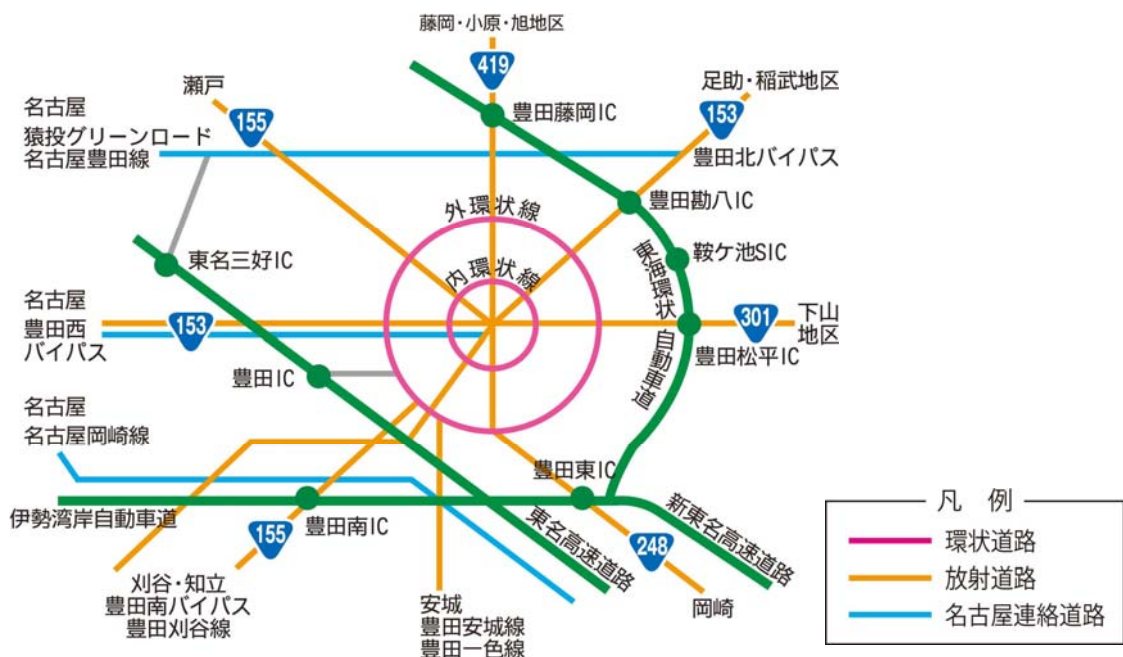 藤岡・小原・旭地区
419
瀬戸
155
豊田藤岡IC
足助・稲武地区
153
名古屋
猿投グリーンロード
名古屋豊田線
豊田北バイパス
豊田勘八IC
外環状線
東名三好IC
内環状線
鞍ケ池SIC
東海環状
自動車道
名古屋
豊田西
バイパス
153
301
下山
地区
豊田松平IC
豊田IC
名古屋
名古屋岡崎線
豊田東IC
伊勢湾岸自動車道
豊田南IC
155
東名高速道路
新東名高速道路
248
刈谷・知立
豊田南バイパス
豊田刈谷線
安城
豊田安城線
豊田一色線
岡崎
凡 例
環状道路
放射道路
名古屋連絡道路